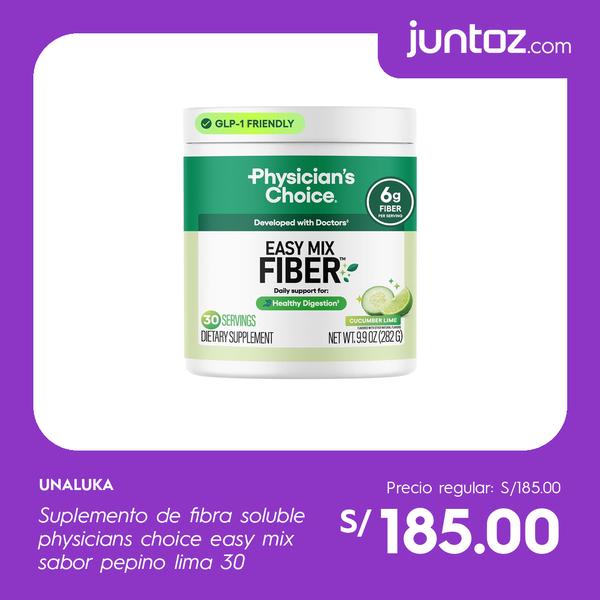 juntoz.com
GLP-1 FRIENDLY
Physician's
Choice.
6g
FIBER
PER SERVING
Developed with Doctors‡
EASY MIX
FIBER™
Daily support for:
Healthy Digestion‡
30 SERVINGS
CUCUMBER LIME
DIETARY SUPPLEMENT
NET WT. 9.9 OZ (282 G)
UNALUKA
Suplemento de fibra soluble
physicians choice easy mix
sabor pepino lima 30
Precio regular: S/185.00
S/185.00